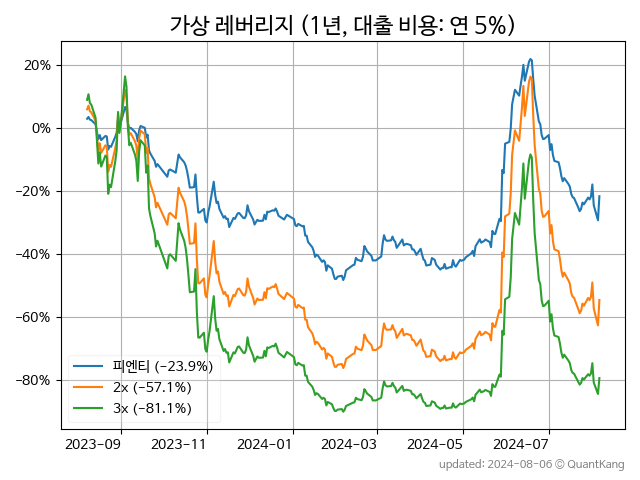 가상 레버리지 (1년, 대출 비용: 연 5%)
20%
0%
−20%
−40%
−60%
−80%
피엔티 (−23.9%)
2x (−57.1%)
3x (−81.1%)
2023-09 2023-11 2024-01 2024-03 2024-05 2024-07
updated: 2024-08-06 © QuantKang